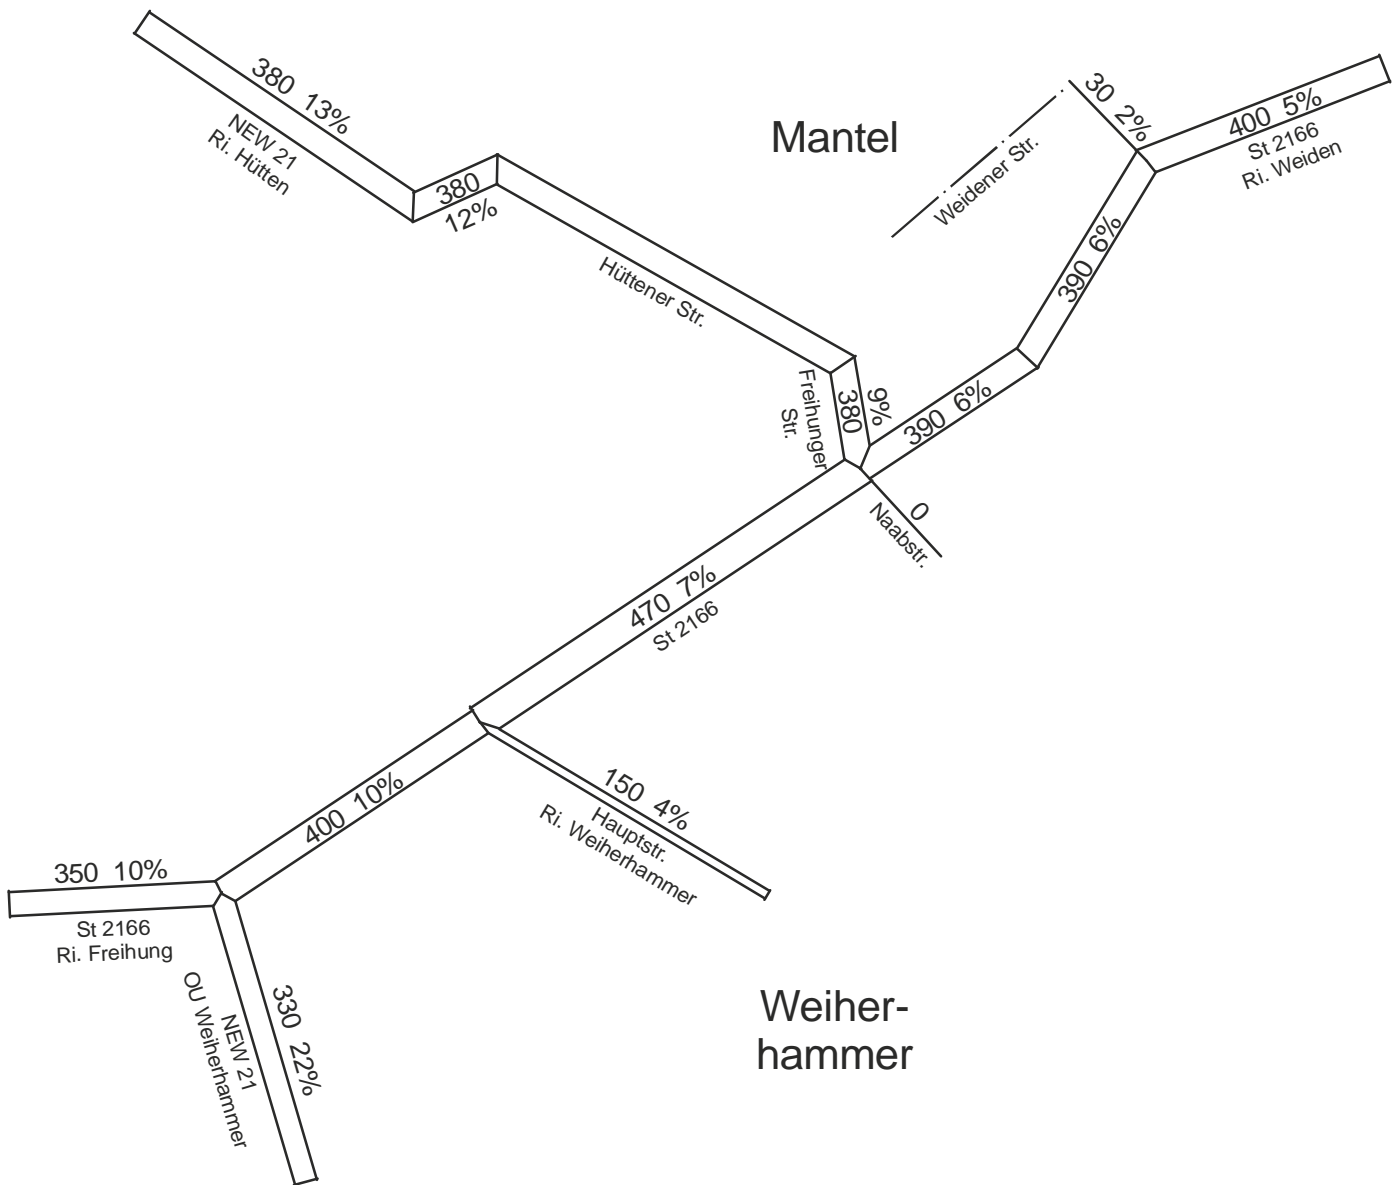 380 13%
NEW 21
Ri. Hütten
380
12%
Hüttener Str.
Mantel
Weidener Str.
30 2%
400 5%
St 2166
Ri. Weiden
390 6%
390 6%
9%
380
Freihunger
Str.
0
Naabstr.
470 7%
St 2166
150 4%
Hauptstr.
Ri. Weiherhammer
400 10%
350 10%
St 2166
Ri. Freihung
330 22%
NEW 21
OU Weiherhammer
Weiher-
hammer